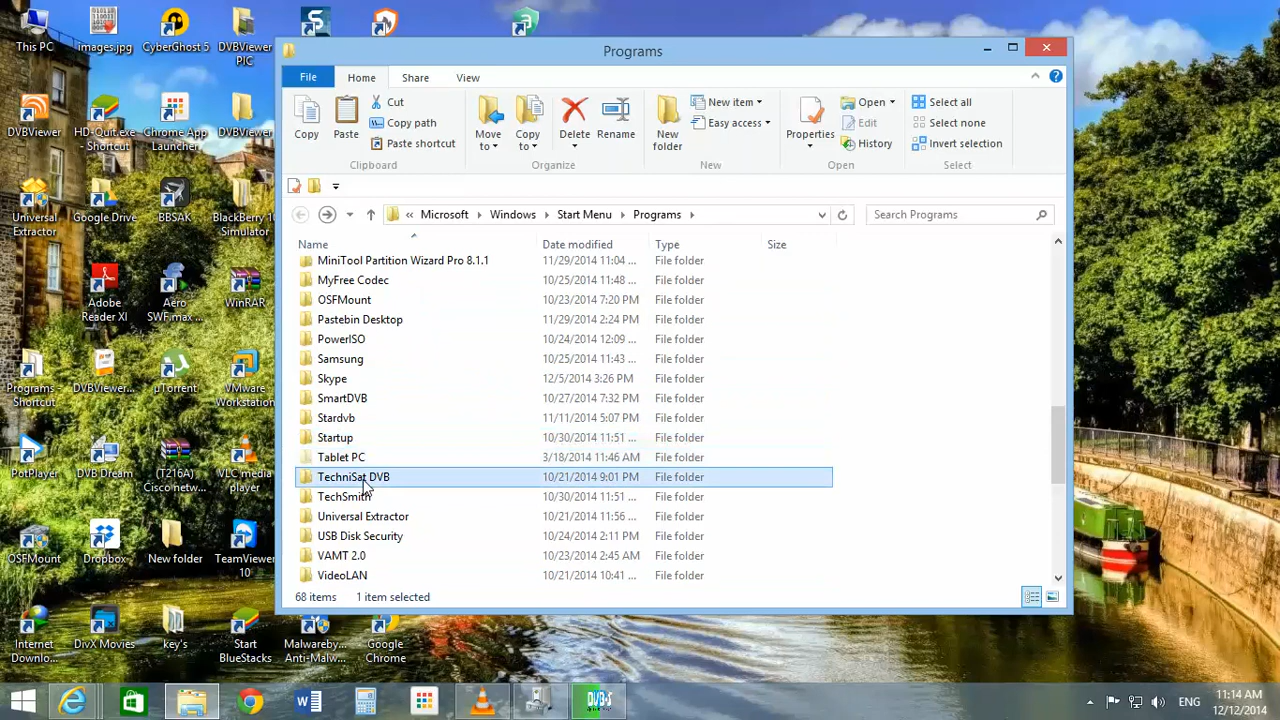 This PC
images.jpg
CyberGhost 5
DVBViewer PIC
DVBViewer
HD-Quit.exe - Shortcut
Chrome App Launcher
DVBViewer
Universal Extractor
Google Drive
BBSAK
BlackBerry 10 Simulator
Adobe Reader XI
Aero SWF.max ...
WinRAR
Programs - Shortcut
DVBViewer...
µTorrent
VMware Workstation
PotPlayer
DVB Dream
(T216A) Cisco netw...
VLC media player
OSFMount
Dropbox
New folder
TeamViewer 10
Internet Downlo...
DivX Movies
key's
Start BlueStacks
Malwareby... Anti-Malw...
Google Chrome
Programs
File Home Share View
Copy
Paste
Cut
Copy path
Paste shortcut
Clipboard
Move to
Copy to
Delete
Rename
Organize
New folder
New item
Easy access
New
Properties
Open
Edit
History
Open
Select all
Select none
Invert selection
Select
« Microsoft Windows Start Menu Programs
Search Programs
Name Date modified Type Size
MiniTool Partition Wizard Pro 8.1.1 11/29/2014 11:04 ... File folder
MyFree Codec 10/25/2014 11:48 ... File folder
OSFMount 10/23/2014 7:20 PM File folder
Pastebin Desktop 11/29/2014 2:24 PM File folder
PowerISO 10/24/2014 12:09 ... File folder
Samsung 10/25/2014 11:43 ... File folder
Skype 12/5/2014 3:26 PM File folder
SmartDVB 10/27/2014 7:32 PM File folder
Stardvb 11/11/2014 5:07 PM File folder
Startup 10/30/2014 11:51 ... File folder
Tablet PC 3/18/2014 11:46 AM File folder
TechniSat DVB 10/21/2014 9:01 PM File folder
TechSmith 10/30/2014 11:51 ... File folder
Universal Extractor 10/21/2014 11:56 ... File folder
USB Disk Security 10/24/2014 2:11 PM File folder
VAMT 2.0 10/23/2014 2:45 AM File folder
VideoLAN 10/21/2014 10:41 ... File folder
68 items 1 item selected
DVB-S
ENG
11:14 AM
12/12/2014